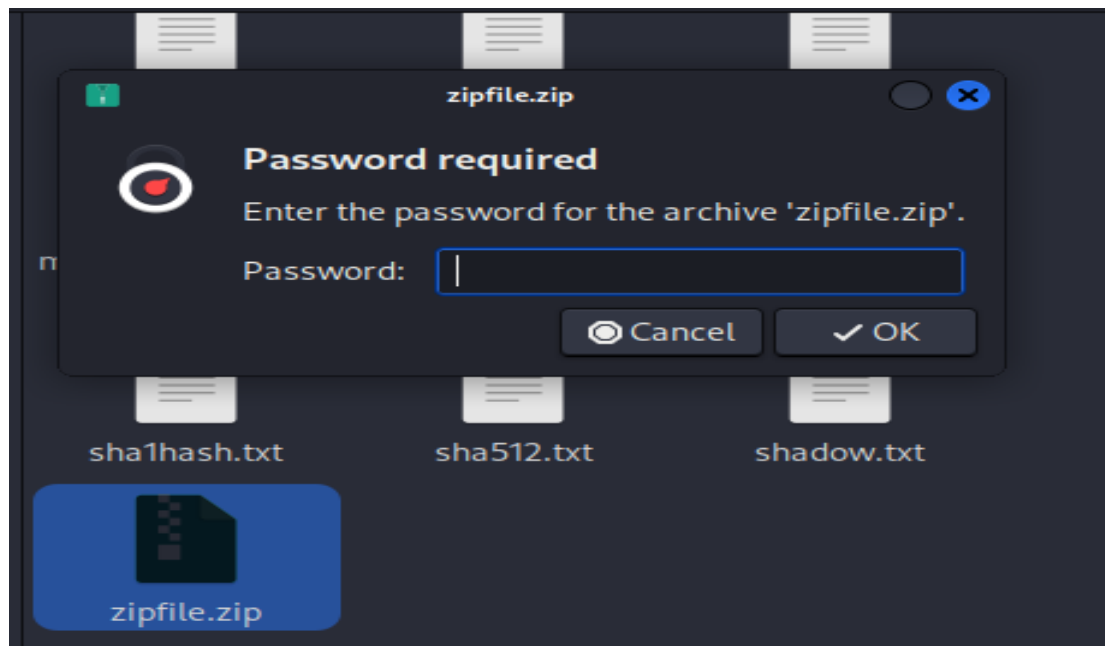 zipfile.zip
Password required
Enter the password for the archive 'zipfile.zip'.
Password:
Cancel
OK
sha1hash.txt
sha512.txt
shadow.txt
zipfile.zip